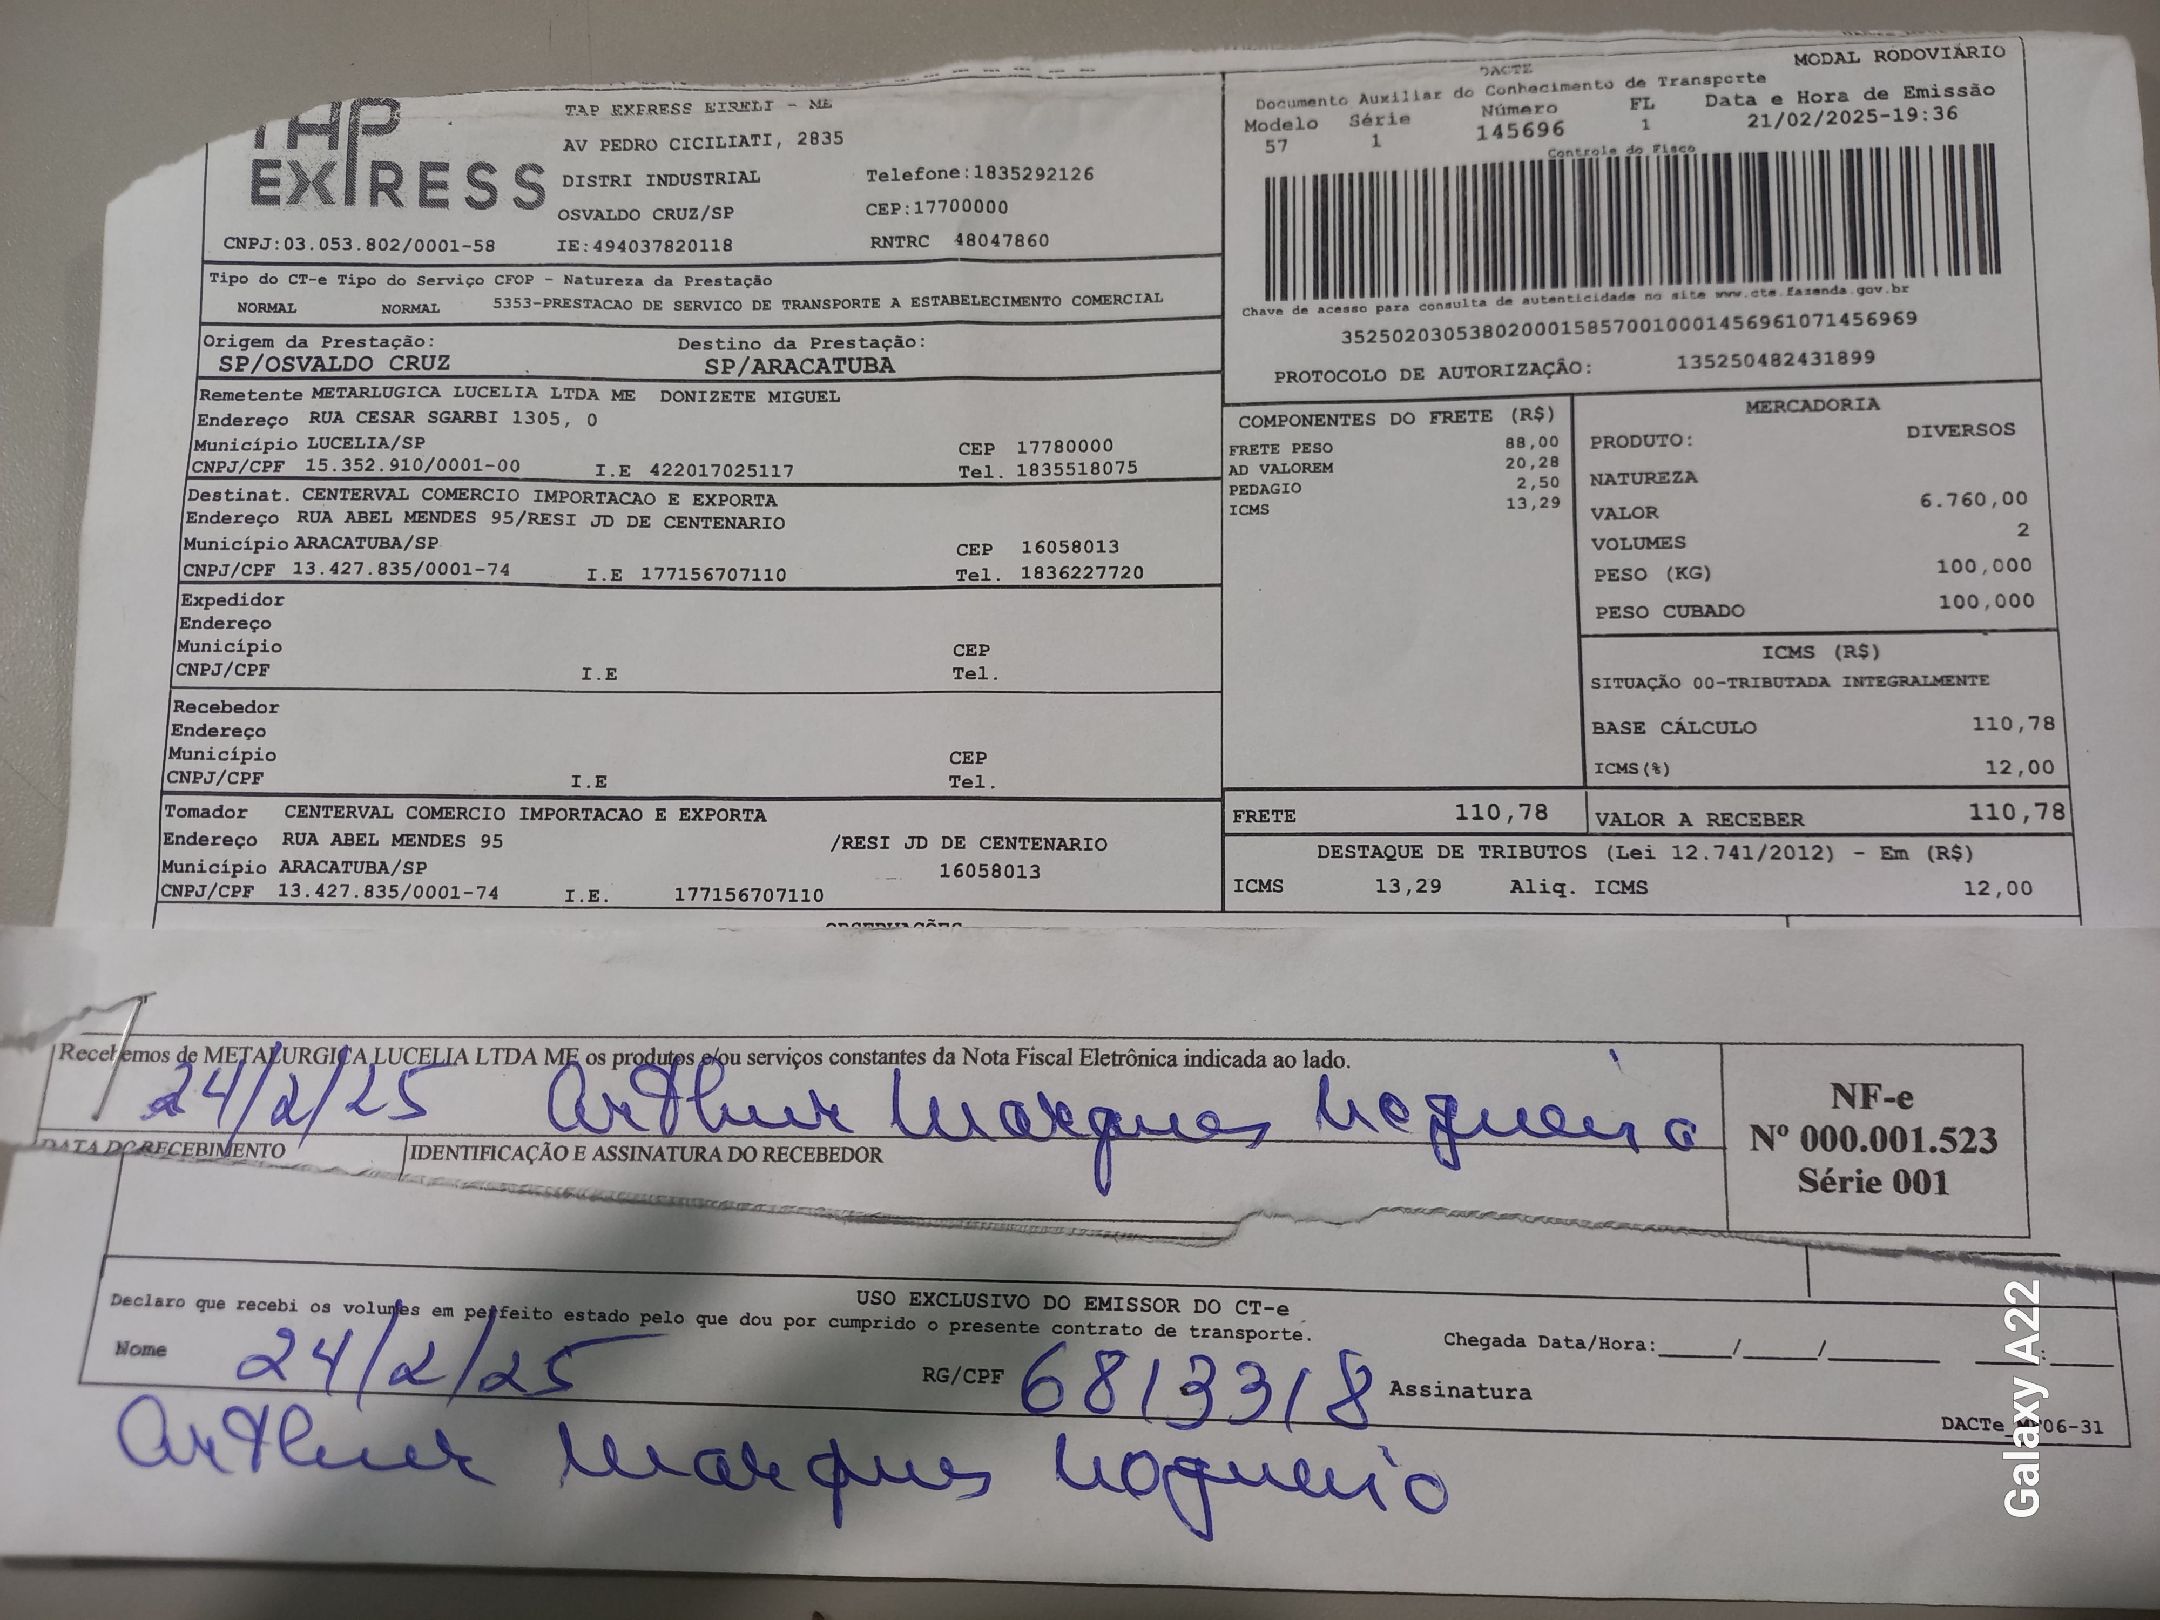 TAP EXPRESS
TAP EXPRESS EIRELI - ME
AV PEDRO CICILIATI, 2835
DISTRI INDUSTRIAL Telefone:1835292126
OSVALDO CRUZ/SP CEP:17700000
CNPJ:03.053.802/0001-58 IE:494037820118 RNTRC 48047860
Tipo do CT-e Tipo do Serviço CFOP - Natureza da Prestação
NORMAL NORMAL 5353-PRESTACAO DE SERVICO DE TRANSPORTE A ESTABELECIMENTO COMERCIAL
Origem da Prestação: Destino da Prestação:
SP/OSVALDO CRUZ SP/ARACATUBA
Remetente METARLUGICA LUCELIA LTDA ME DONIZETE MIGUEL
Endereço RUA CESAR SGARBI 1305, 0
Município LUCELIA/SP CEP 17780000
CNPJ/CPF 15.352.910/0001-00 I.E 422017025117 Tel. 1835518075
Destinat. CENTERVAL COMERCIO IMPORTACAO E EXPORTA
Endereço RUA ABEL MENDES 95/RESI JD DE CENTENARIO
Município ARACATUBA/SP CEP 16058013
CNPJ/CPF 13.427.835/0001-74 I.E 177156707110 Tel. 1836227720
Expedidor
Endereço
Município CEP
CNPJ/CPF I.E Tel.
Recebedor
Endereço
Município CEP
CNPJ/CPF I.E Tel.
Tomador CENTERVAL COMERCIO IMPORTACAO E EXPORTA
Endereço RUA ABEL MENDES 95 /RESI JD DE CENTENARIO
Município ARACATUBA/SP 16058013
CNPJ/CPF 13.427.835/0001-74 I.E. 177156707110
OBSERVAÇÕES
DACTE MODAL RODOVIÁRIO
Documento Auxiliar do Conhecimento de Transporte
Modelo Série Número FL Data e Hora de Emissão
57 1 145696 1 21/02/2025-19:36
Controle do Fisco
Chave de acesso para consulta de autenticidade no site www.cte.fazenda.gov.br
35250203053802000158570010001456961071456969
PROTOCOLO DE AUTORIZAÇÃO: 135250482431899
COMPONENTES DO FRETE (R$)
FRETE PESO 88,00
AD VALOREM 20,28
PEDAGIO 2,50
ICMS 13,29
MERCADORIA
PRODUTO: DIVERSOS
NATUREZA
VALOR 6.760,00
VOLUMES 2
PESO (KG) 100,000
PESO CUBADO 100,000
ICMS (R$)
SITUAÇÃO 00-TRIBUTADA INTEGRALMENTE
BASE CÁLCULO 110,78
ICMS(%) 12,00
FRETE 110,78 VALOR A RECEBER 110,78
DESTAQUE DE TRIBUTOS (Lei 12.741/2012) - Em (R$)
ICMS 13,29 Aliq. ICMS 12,00
Recebemos de METALURGICA LUCELIA LTDA ME os produtos e/ou serviços constantes da Nota Fiscal Eletrônica indicada ao lado.
24/2/25 Arthur Marques Nogueira
DATA DO RECEBIMENTO IDENTIFICAÇÃO E ASSINATURA DO RECEBEDOR
NF-e
Nº 000.001.523
Série 001
USO EXCLUSIVO DO EMISSOR DO CT-e
Declaro que recebi os volumes em perfeito estado pelo que dou por cumprido o presente contrato de transporte.
Nome 24/2/25 RG/CPF 6813318 Assinatura Chegada Data/Hora:____/____/______ ___:____
Arthur Marques Nogueira
Galaxy A22